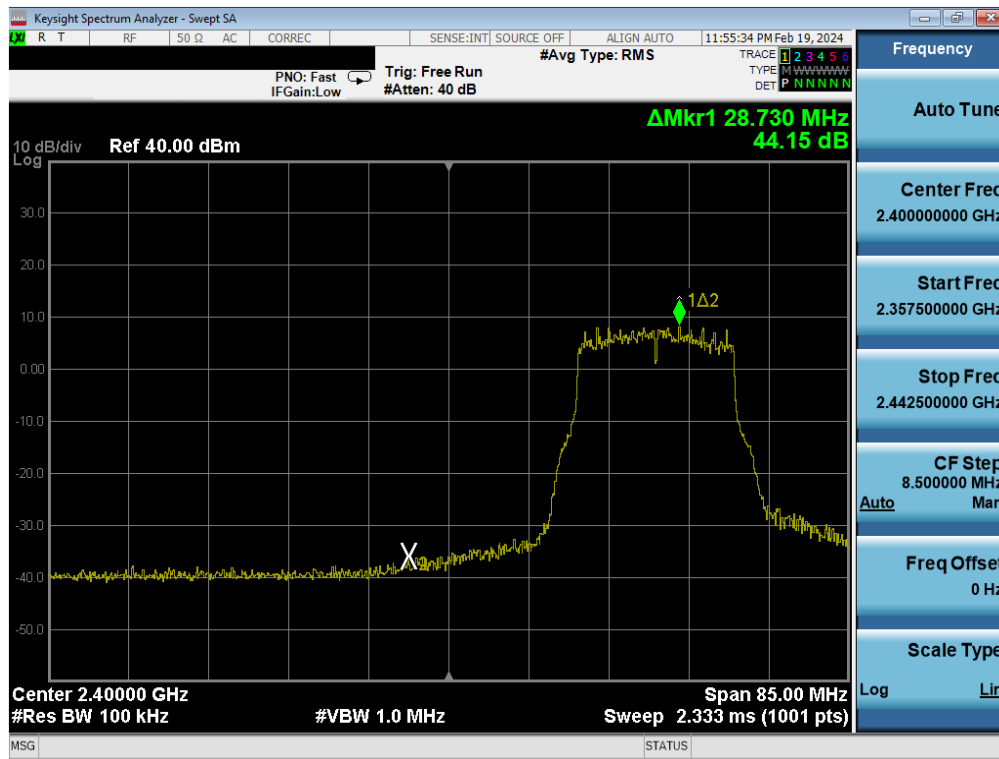 Keysight Spectrum Analyzer - Swept SA
LXI R T RF 50 Ω AC CORREC SENSE:INT SOURCE OFF ALIGN AUTO 11:55:34 PM Feb 19, 2024
#Avg Type: RMS
TRACE 1 2 3 4 5 6
TYPE M WWWWW
DET P N N N N N
PNO: Fast
IFGain:Low
Trig: Free Run
#Atten: 40 dB
ΔMkr1 28.730 MHz
44.15 dB
10 dB/div Ref 40.00 dBm
Log
30.0
20.0
1Δ2
10.0
0.00
-10.0
-20.0
-30.0
X
-40.0
-50.0
Center 2.40000 GHz
Span 85.00 MHz
#Res BW 100 kHz
#VBW 1.0 MHz
Sweep 2.333 ms (1001 pts)
MSG
STATUS
Frequency
Auto Tune
Center Freq
2.400000000 GHz
Start Freq
2.357500000 GHz
Stop Freq
2.442500000 GHz
CF Step
8.500000 MHz
Auto Man
Freq Offset
0 Hz
Scale Type
Log Lin